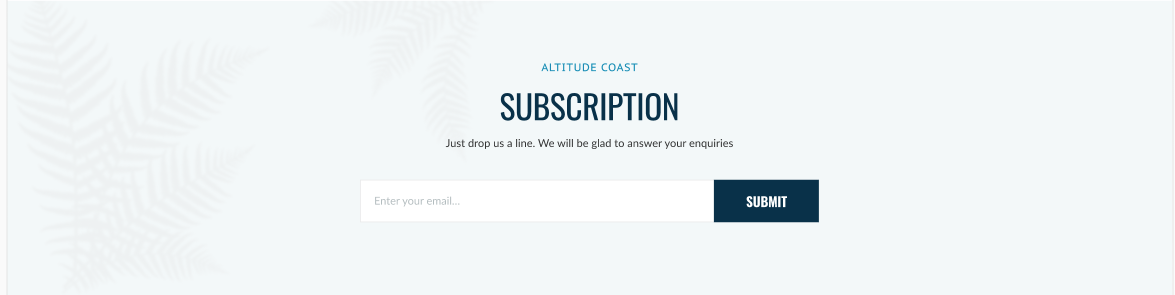 ALTITUDE COAST
SUBSCRIPTION
Just drop us a line. We will be glad to answer your enquiries
Enter your email...
SUBMIT